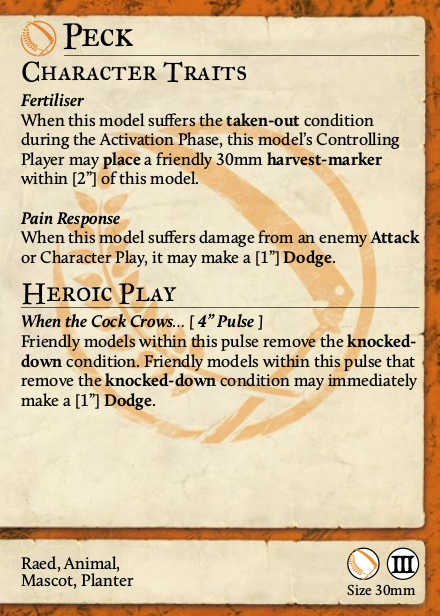 Peck
Character Traits
Fertiliser
When this model suffers the taken-out condition
during the Activation Phase, this model's Controlling
Player may place a friendly 30mm harvest-marker
within [2”] of this model.
Pain Response
When this model suffers damage from an enemy Attack
or Character Play, it may make a [1”] Dodge.
Heroic Play
When the Cock Crows... [ 4” Pulse ]
Friendly models within this pulse remove the knocked-
down condition. Friendly models within this pulse that
remove the knocked-down condition may immediately
make a [1”] Dodge.
Raed, Animal,
Mascot, Planter
III
Size 30mm